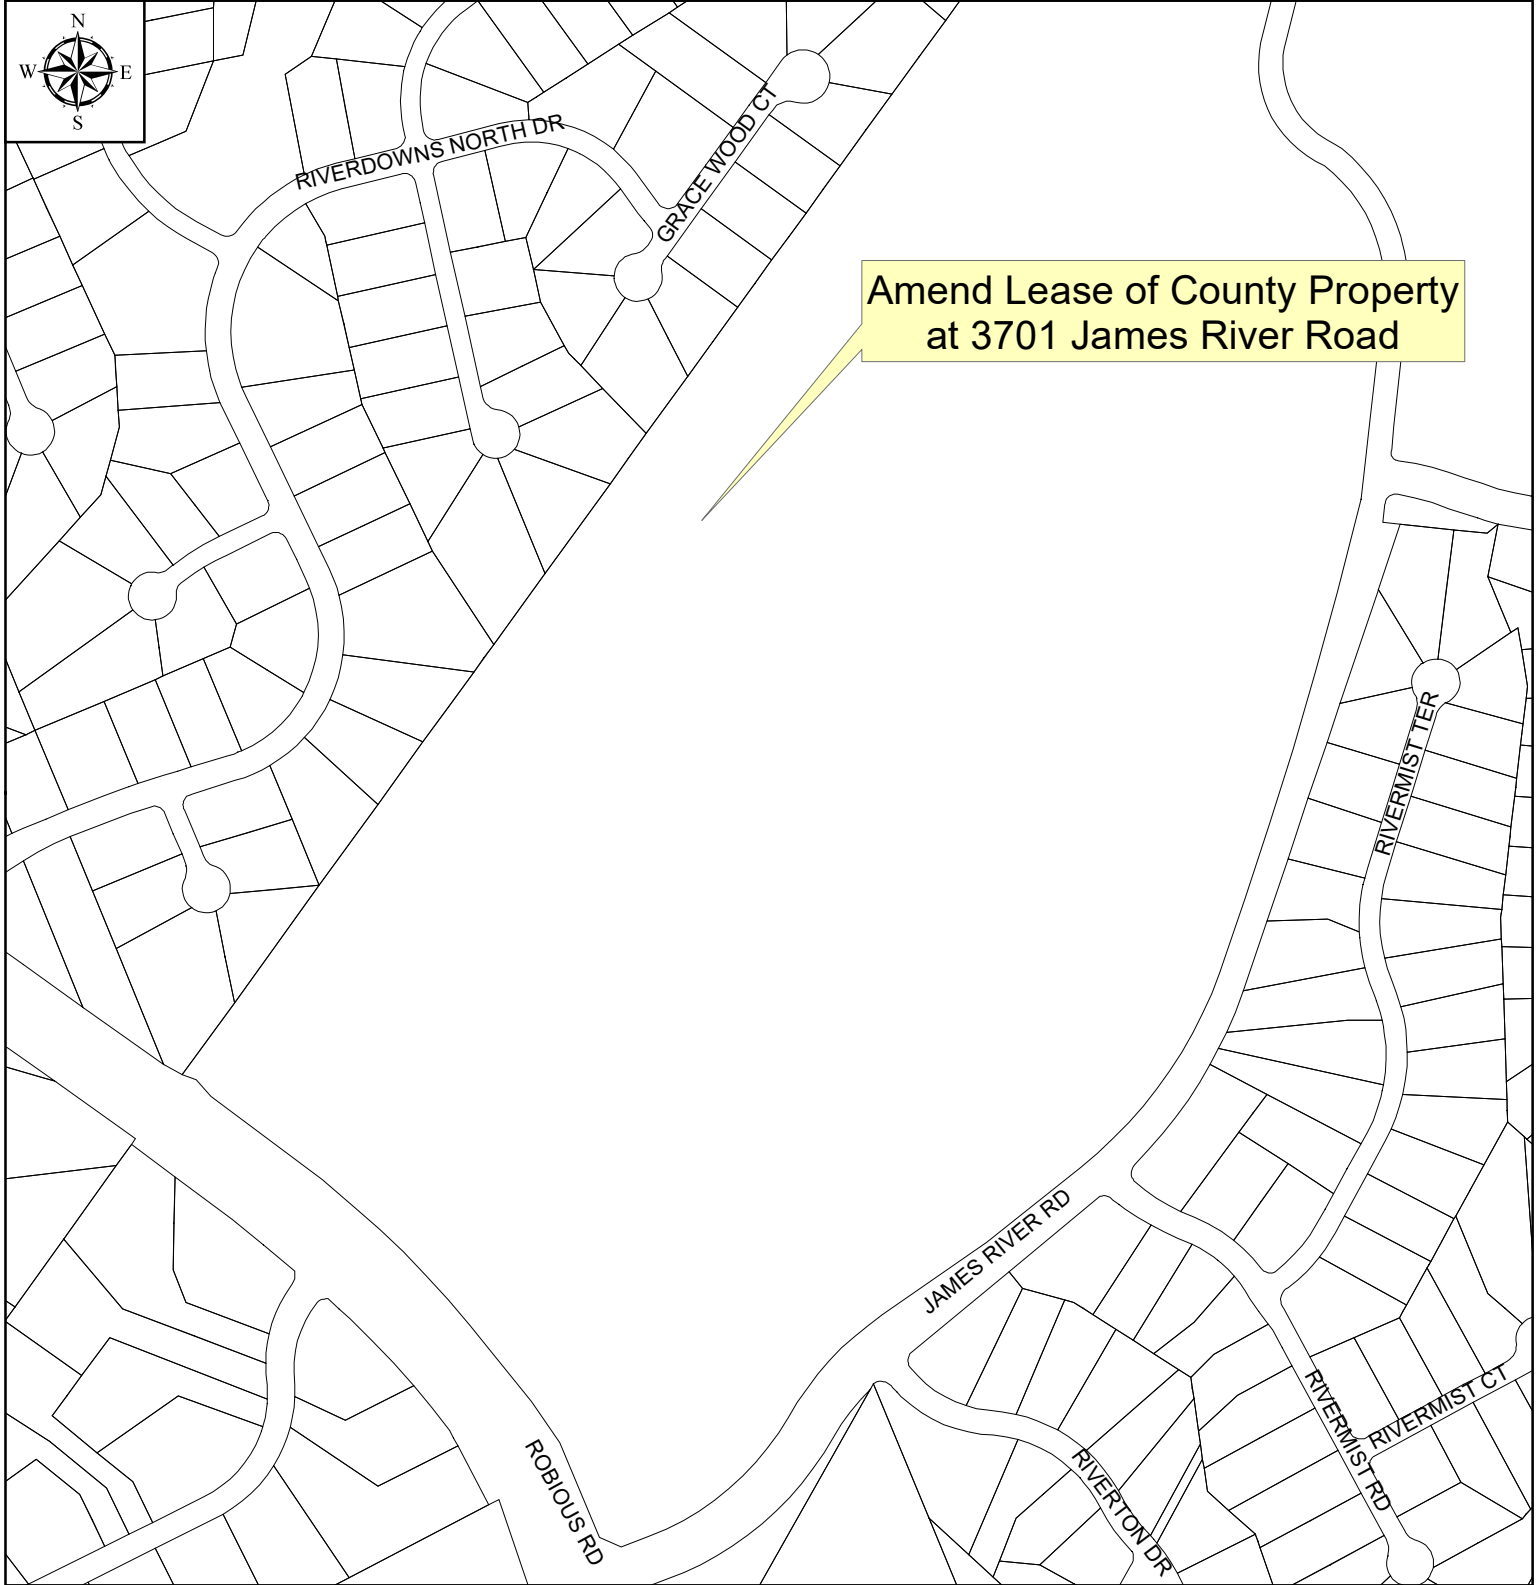 N
W E
S
RIVERDOWNS NORTH DR
GRACE WOOD CT
Amend Lease of County Property
at 3701 James River Road
RIVERMIST TER
JAMES RIVER RD
RIVERMIST CT
RIVERMIST RD
ROBIOUS RD
RIVERTON DR